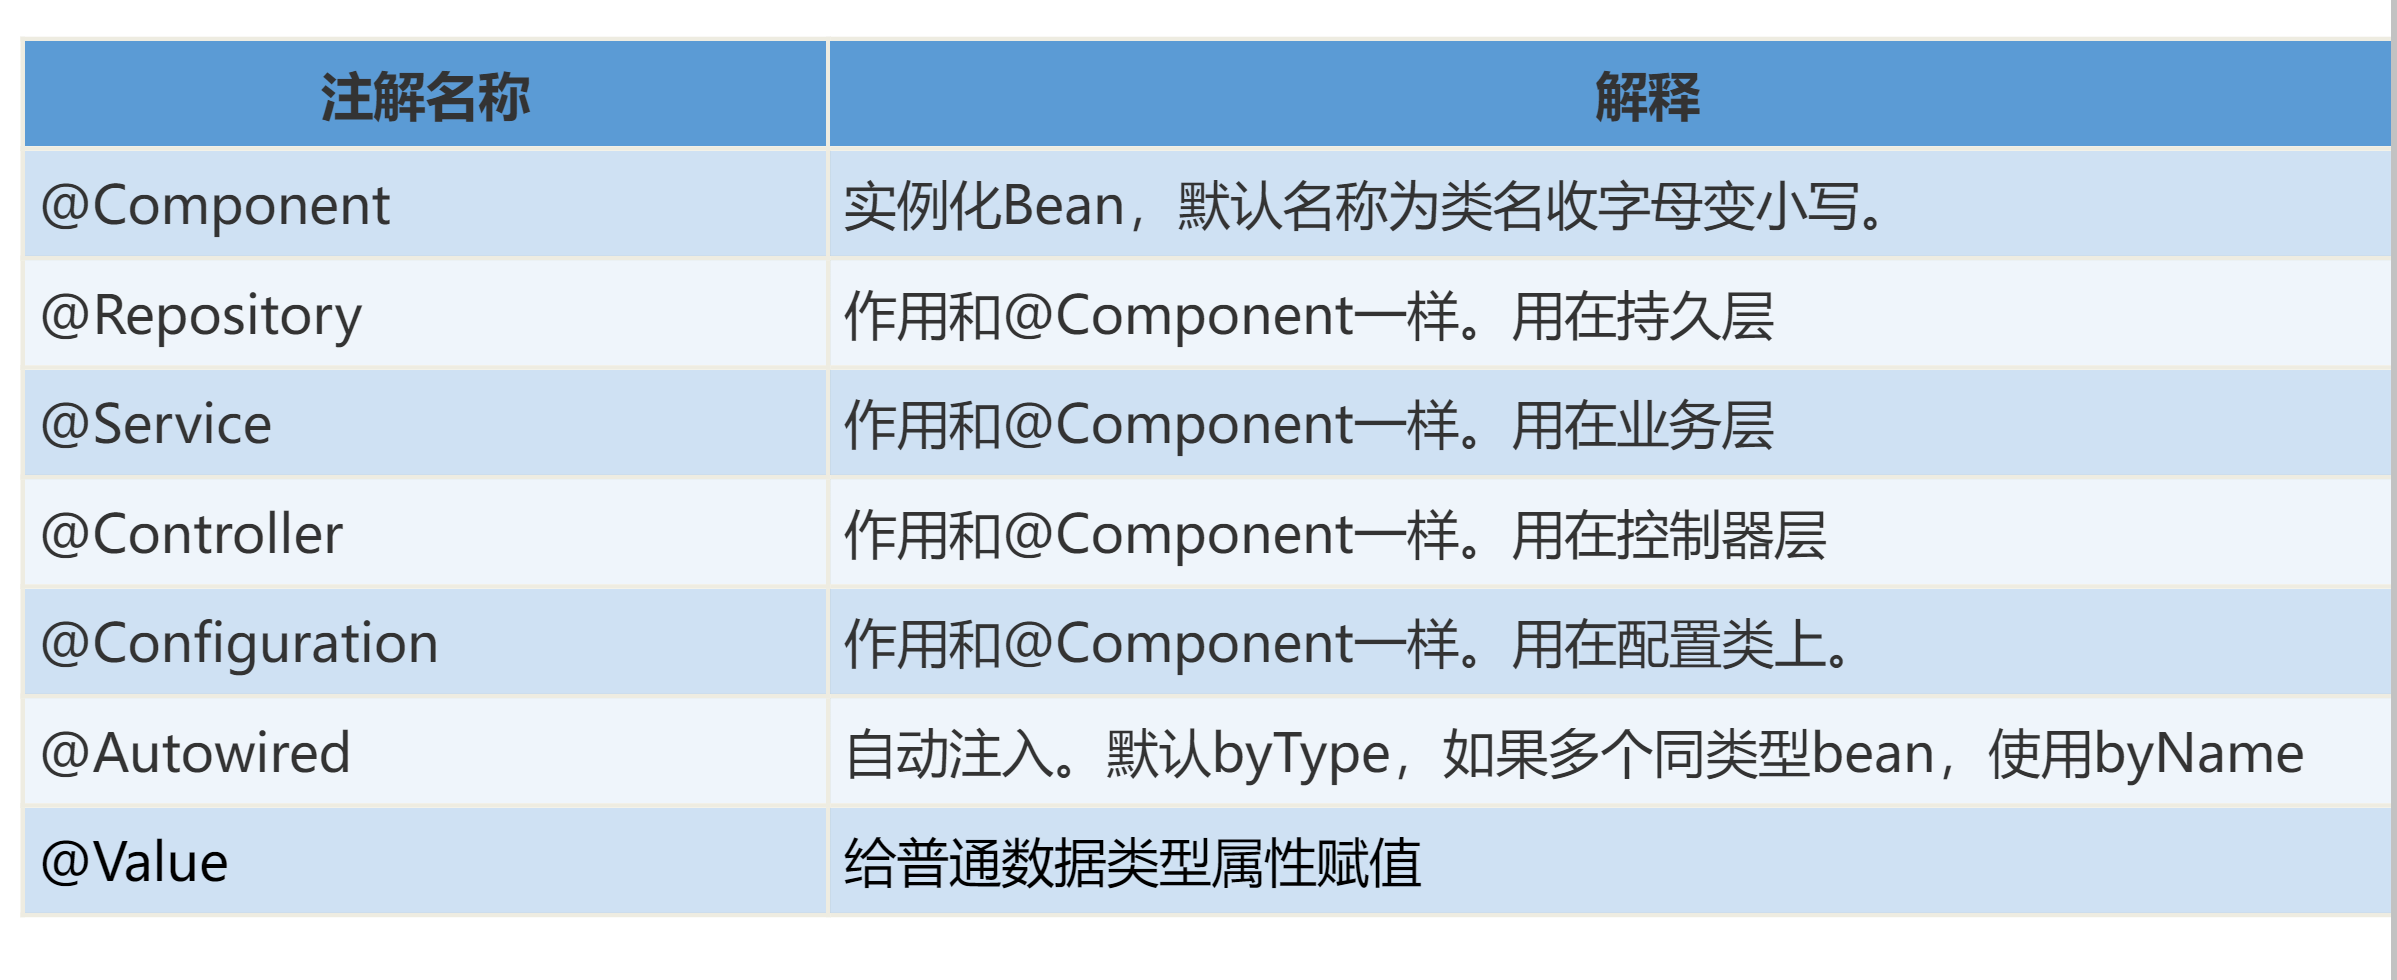 注解名称 解释
@Component 实例化Bean，默认名称为类名收字母变小写。
@Repository 作用和@Component一样。用在持久层
@Service 作用和@Component一样。用在业务层
@Controller 作用和@Component一样。用在控制器层
@Configuration 作用和@Component一样。用在配置类上。
@Autowired 自动注入。默认byType，如果多个同类型bean，使用byName
@Value 给普通数据类型属性赋值